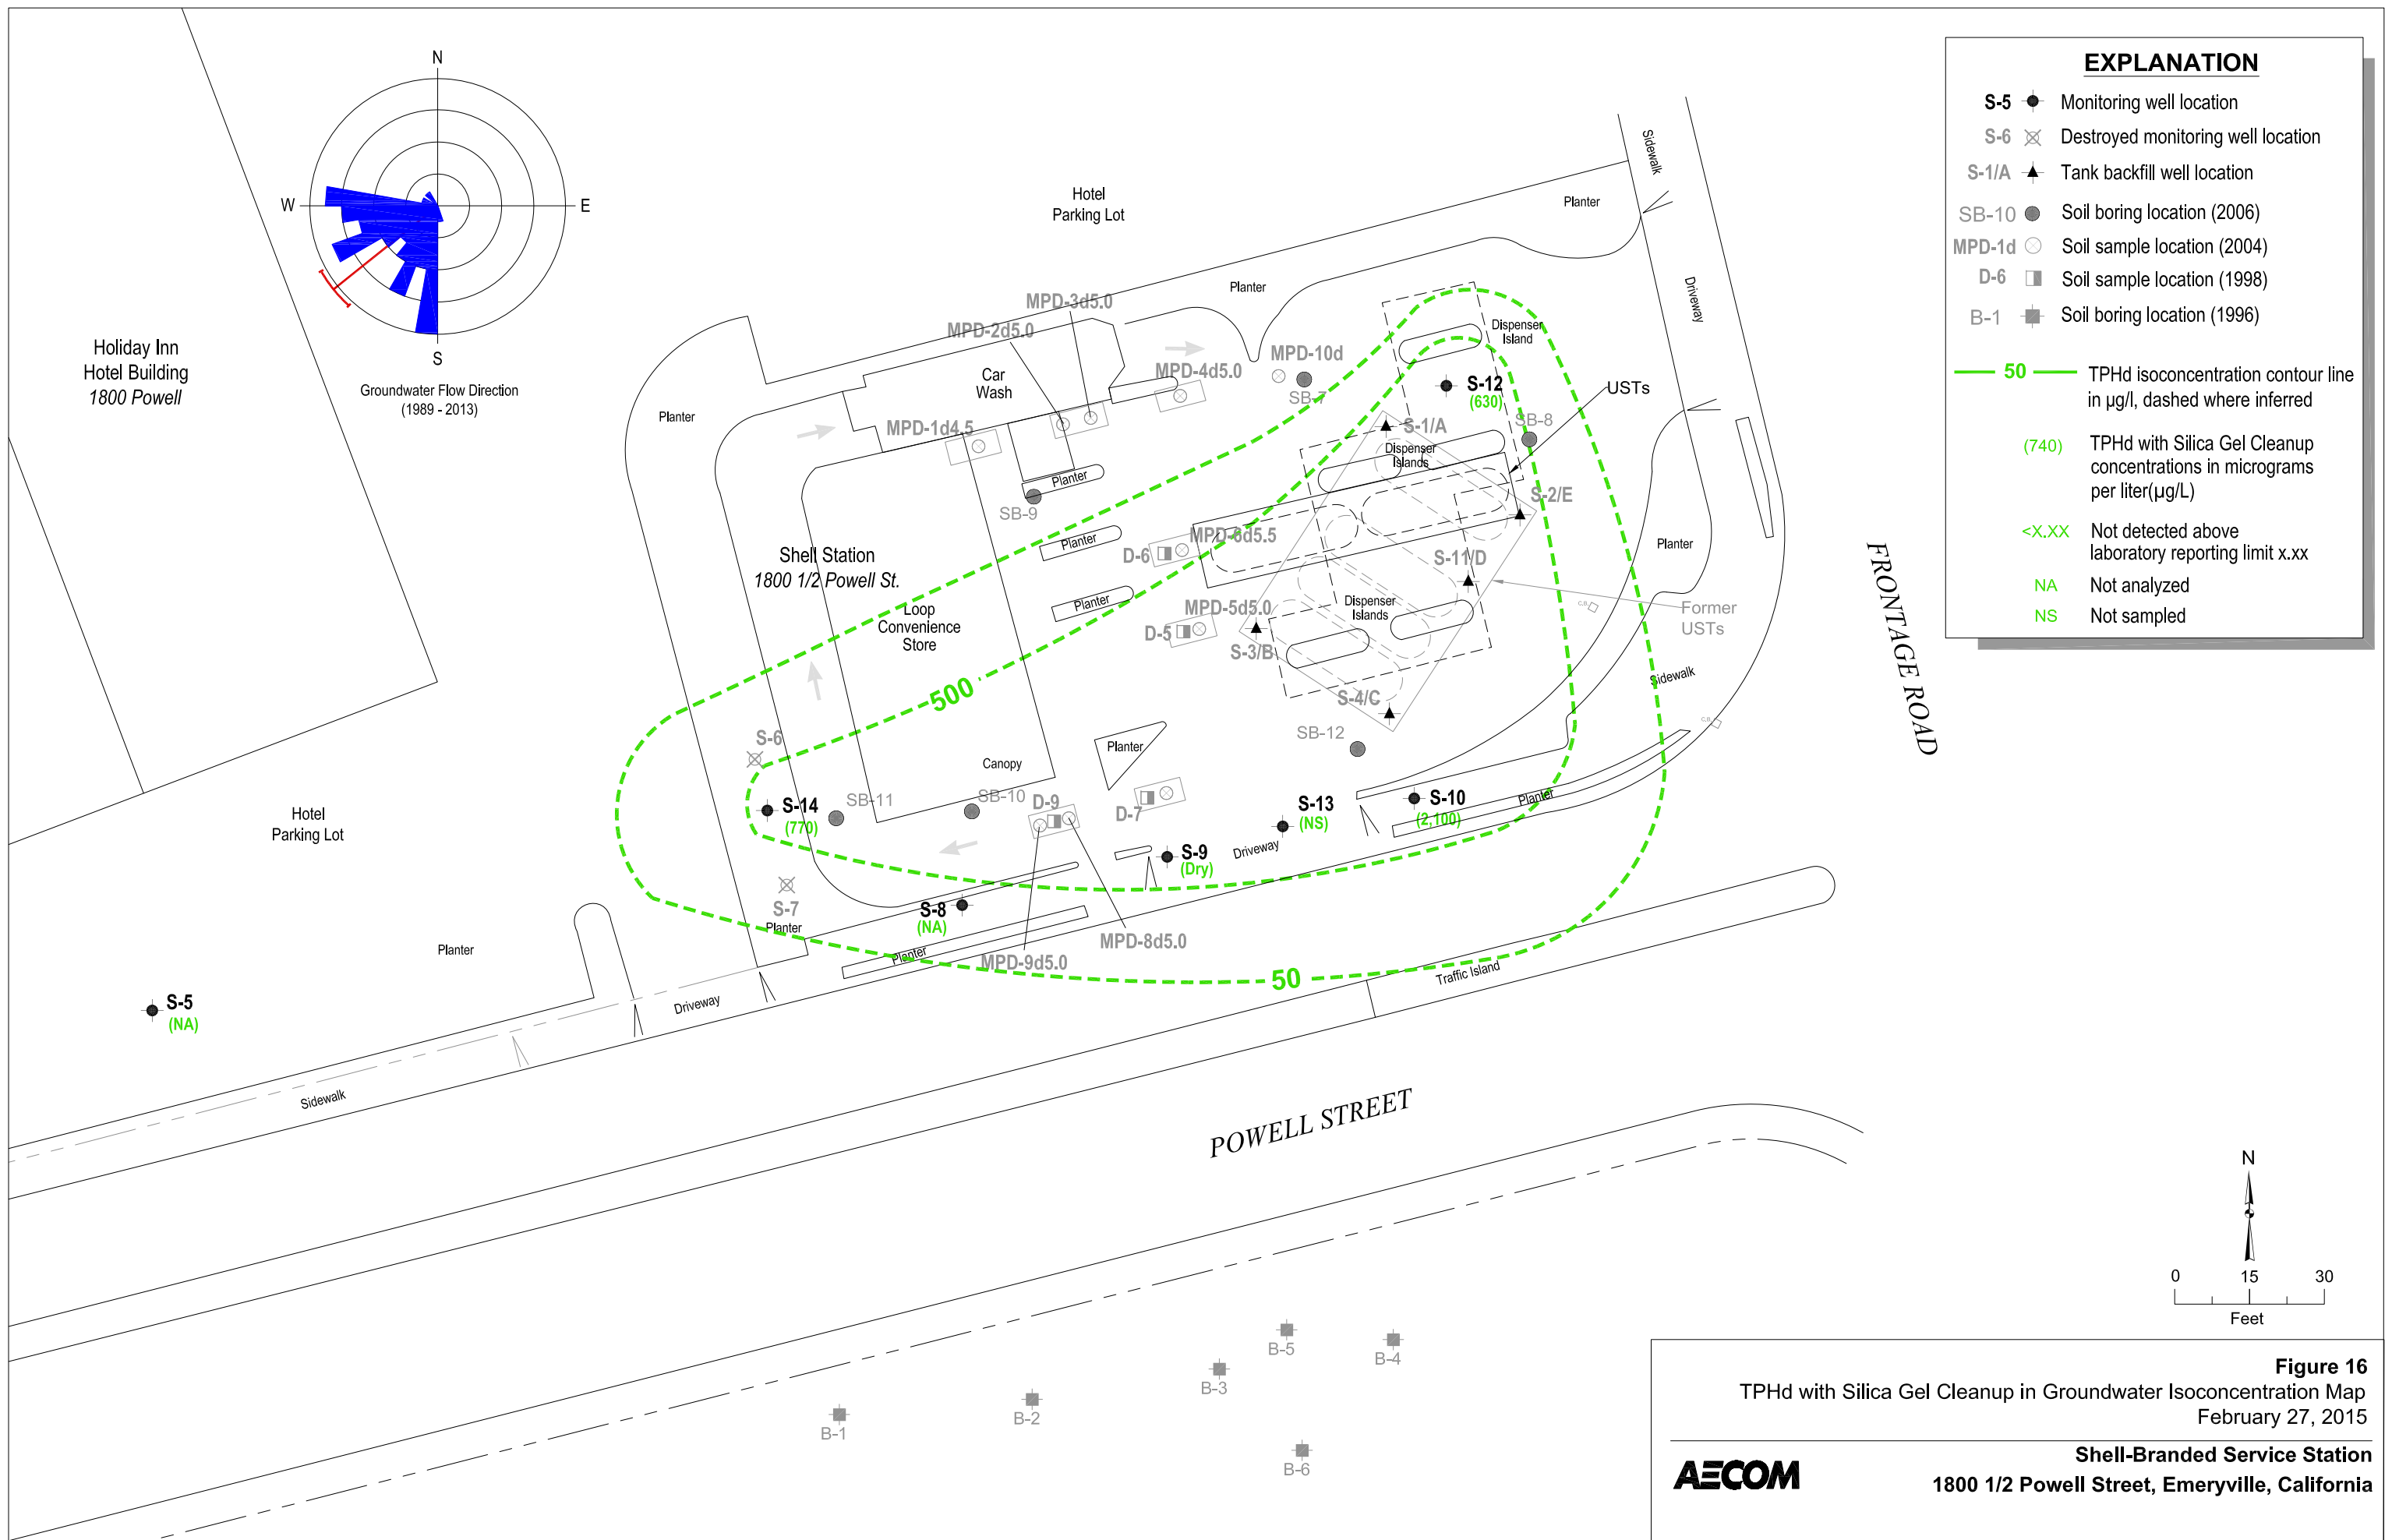 N
W
E
S
Groundwater Flow Direction
(1989 - 2013)
Holiday Inn
Hotel Building
1800 Powell
Hotel
Parking Lot
Sidewalk
Planter
Driveway
Planter
Planter
Dispenser
Island
MPD-3d5.0
MPD-2d5.0
MPD-10d
MPD-4d5.0
SB-7
Car
Wash
S-12
(630)
USTs
Planter
MPD-1d4.5
S-1/A
SB-8
Dispenser
Islands
Planter
SB-9
S-2/E
Shell Station
1800 1/2 Powell St.
Planter
D-6
MPD-6d5.5
S-11/D
Planter
Loop
Convenience
Store
Planter
MPD-5d5.0
D-5
S-3/B
Dispenser
Islands
Former
USTs
C.B.
FRONTAGE ROAD
500
Sidewalk
S-4/C
C.B.
S-6
SB-12
Planter
Canopy
Hotel
Parking Lot
S-14
(770)
SB-11
SB-10
D-9
D-7
S-13
(NS)
S-10
(2,100)
Planter
S-9
(Dry)
Driveway
S-7
Planter
S-8
(NA)
Planter
MPD-8d5.0
MPD-9d5.0
50
Traffic Island
Planter
S-5
(NA)
Driveway
Sidewalk
POWELL STREET
B-5
B-4
B-3
B-2
B-1
B-6
EXPLANATION
S-5 Monitoring well location
S-6 Destroyed monitoring well location
S-1/A Tank backfill well location
SB-10 Soil boring location (2006)
MPD-1d Soil sample location (2004)
D-6 Soil sample location (1998)
B-1 Soil boring location (1996)
50 TPHd isoconcentration contour line
in µg/l, dashed where inferred
(740) TPHd with Silica Gel Cleanup
concentrations in micrograms
per liter(µg/L)
<X.XX Not detected above
laboratory reporting limit x.xx
NA Not analyzed
NS Not sampled
N
0 15 30
Feet
Figure 16
TPHd with Silica Gel Cleanup in Groundwater Isoconcentration Map
February 27, 2015
AECOM
Shell-Branded Service Station
1800 1/2 Powell Street, Emeryville, California